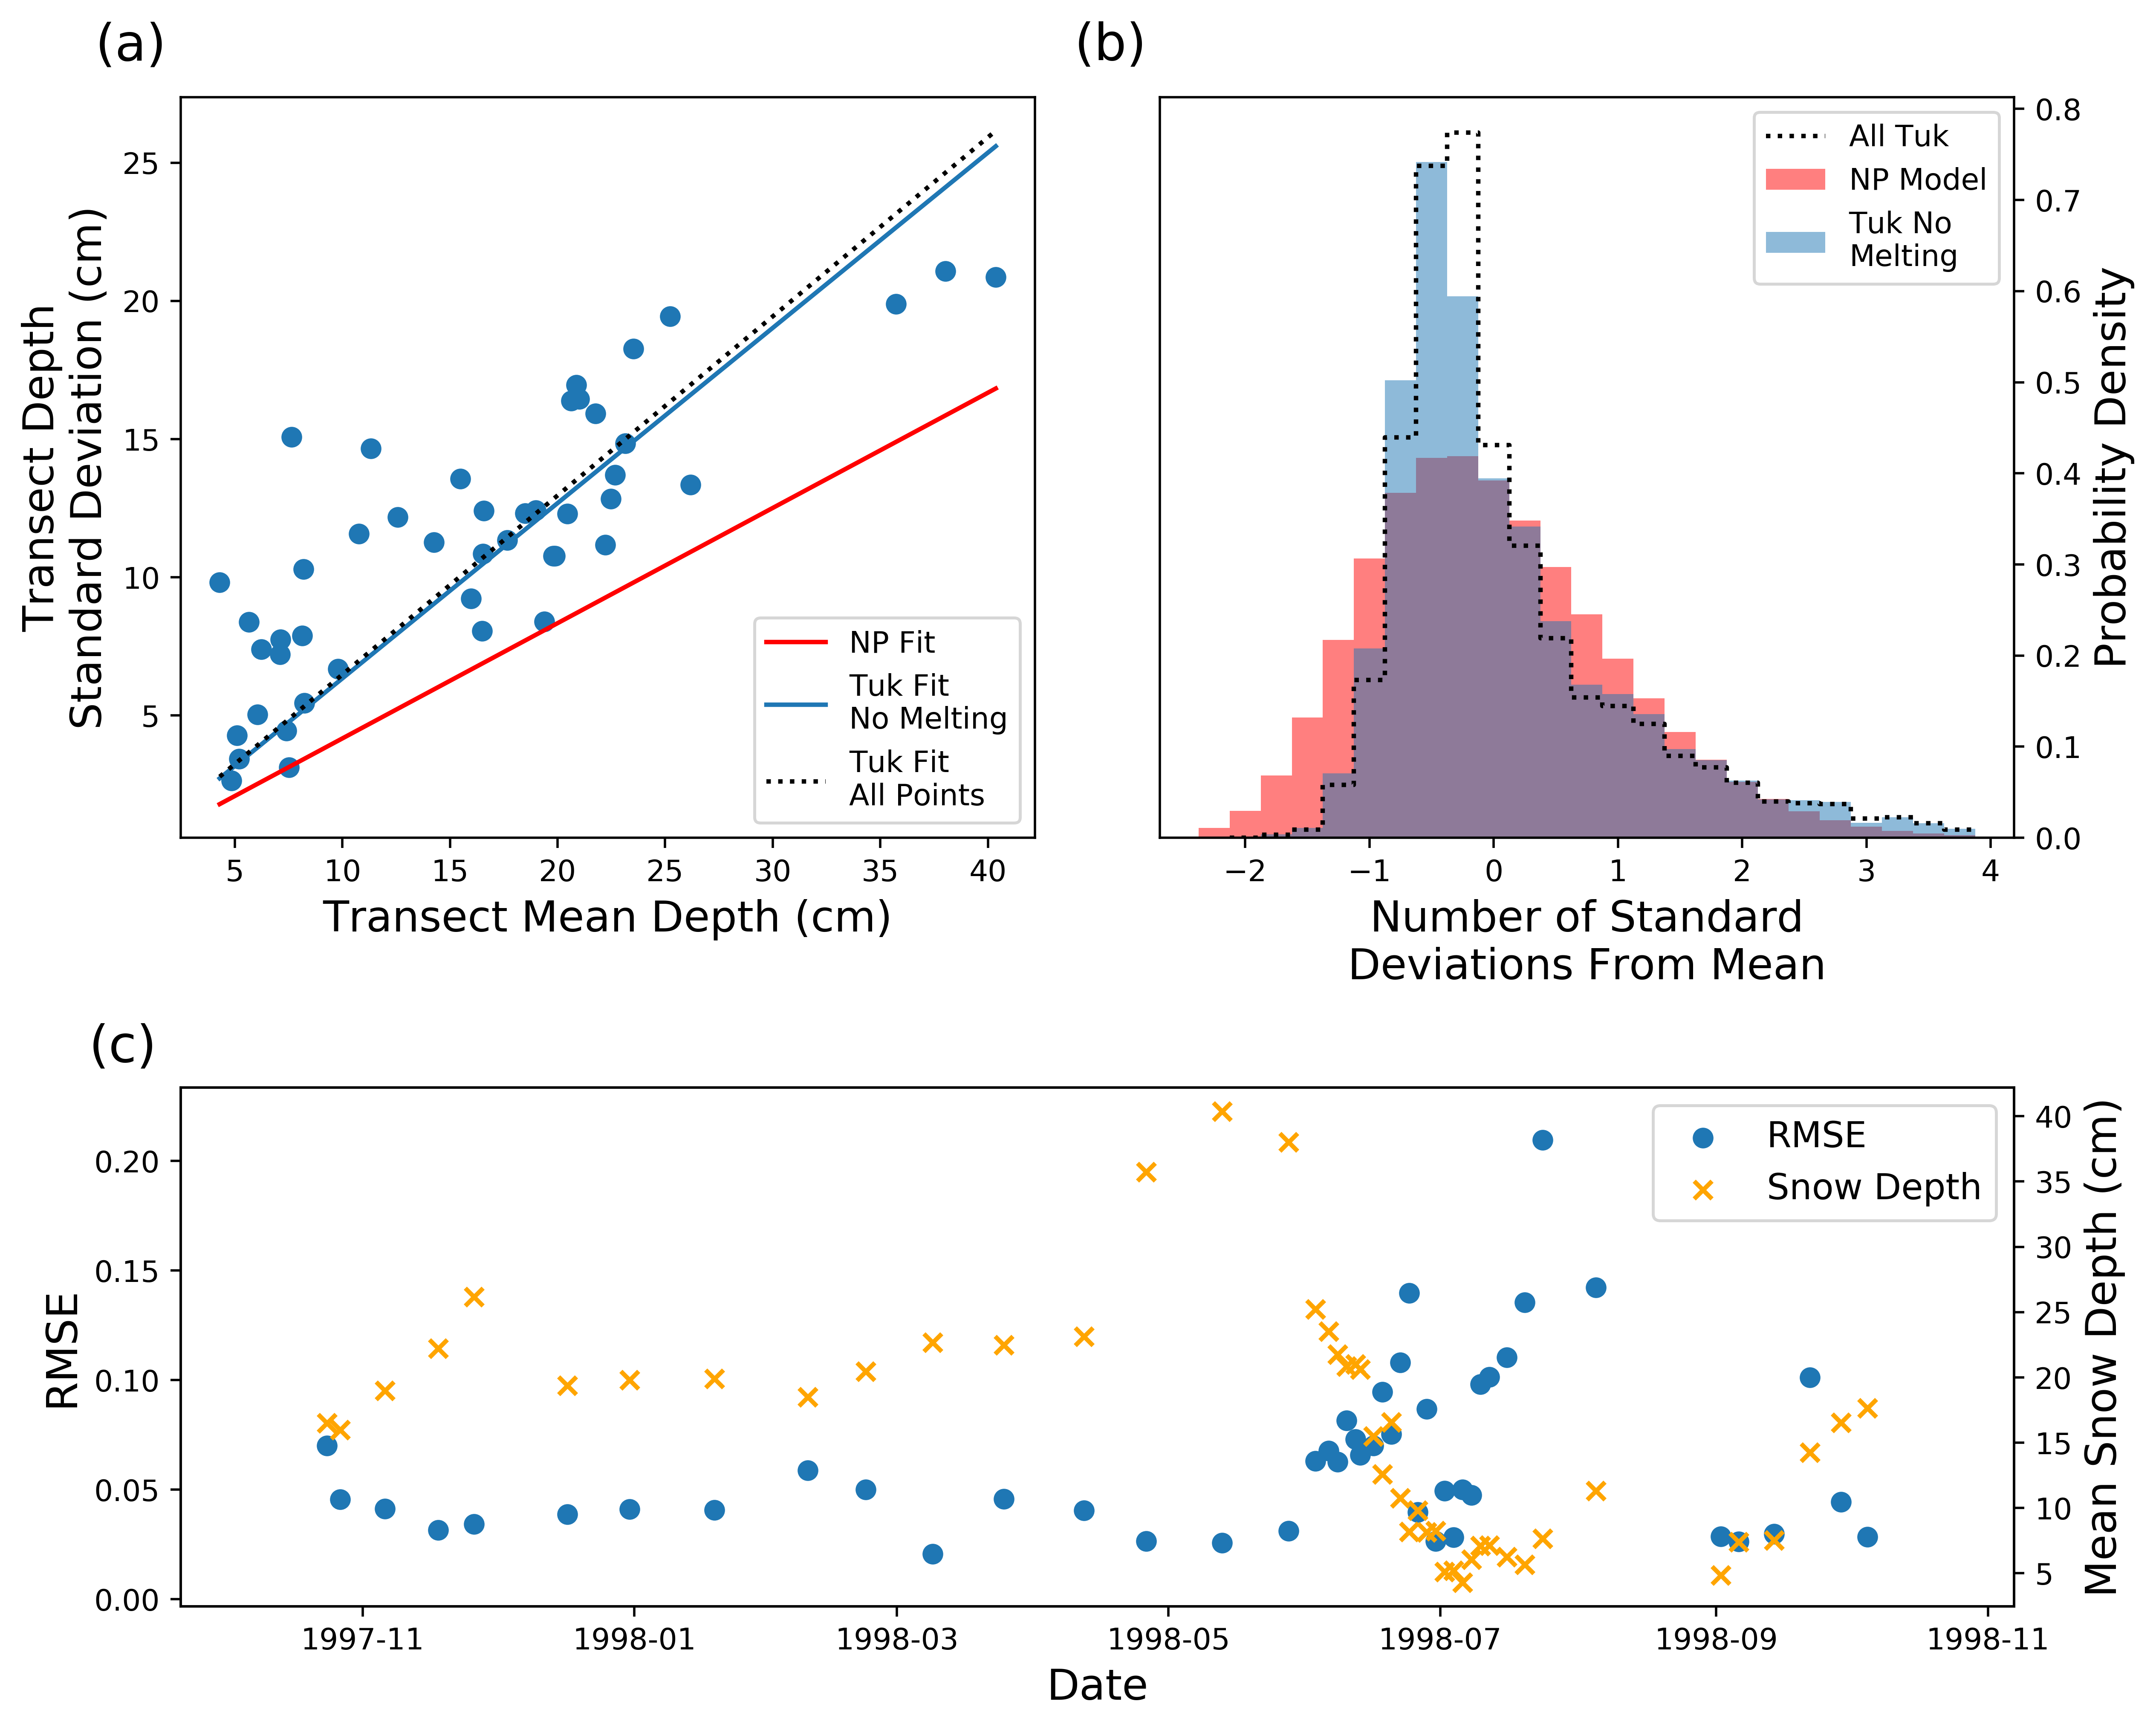 (a)
25
20
15
10
5
Transect Depth
Standard Deviation (cm)
NP Fit
Tuk Fit
No Melting
Tuk Fit
All Points
5 10 15 20 25 30 35 40
Transect Mean Depth (cm)
(b)
All Tuk
NP Model
Tuk No
Melting
0.8
0.7
0.6
0.5
0.4
0.3
0.2
0.1
0.0
Probability Density
−2 −1 0 1 2 3 4
Number of Standard
Deviations From Mean
(c)
0.20
0.15
0.10
0.05
0.00
RMSE
RMSE
Snow Depth
40
35
30
25
20
15
10
5
Mean Snow Depth (cm)
1997-11 1998-01 1998-03 1998-05 1998-07 1998-09 1998-11
Date